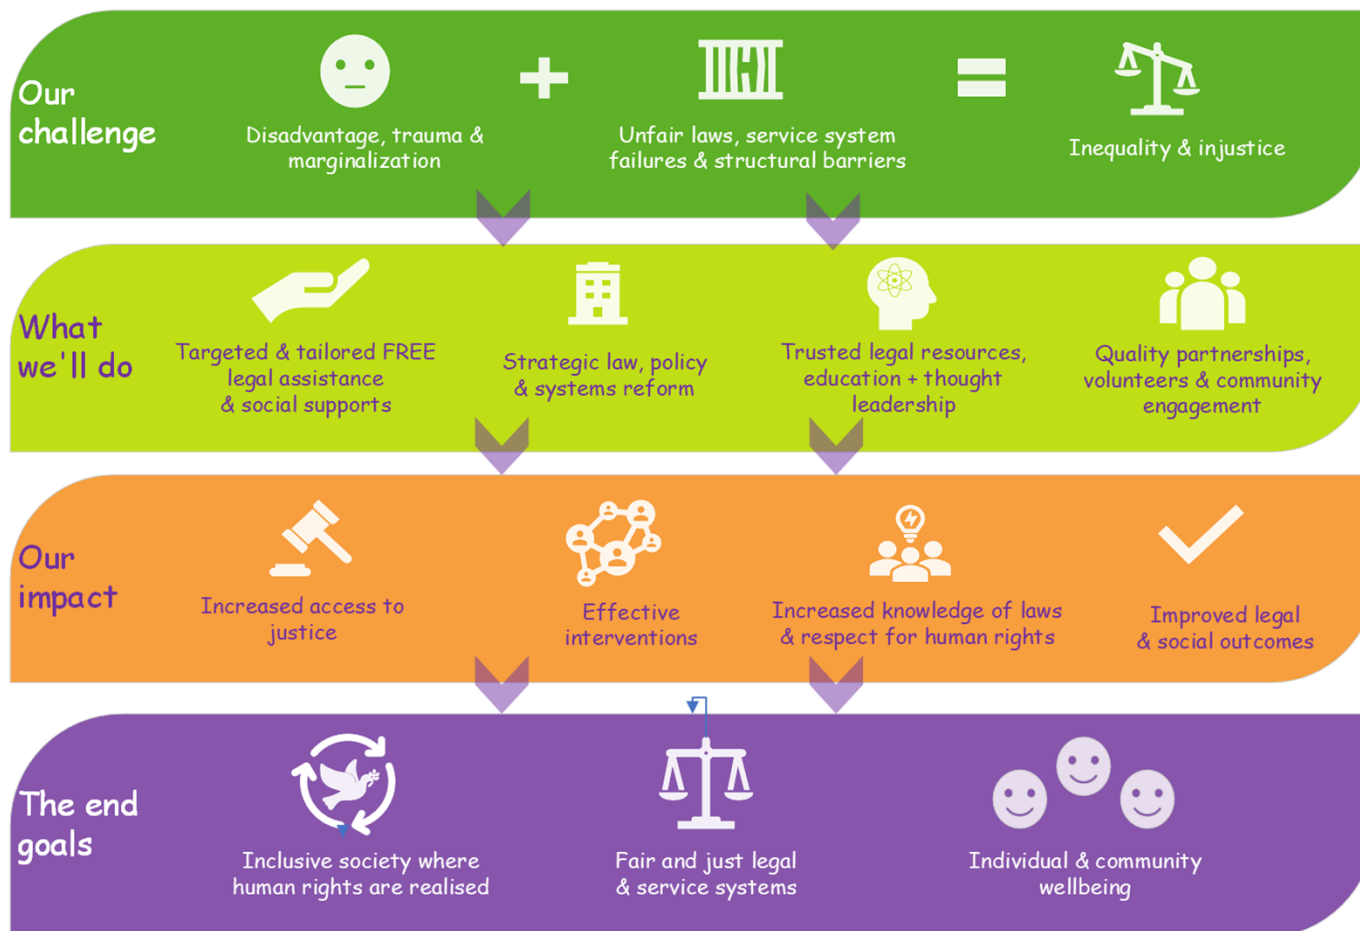 Our
challenge
Disadvantage, trauma &
marginalization
+
Unfair laws, service system
failures & structural barriers
=
Inequality & injustice
What
we'll do
Targeted & tailored FREE
legal assistance
& social supports
Strategic law, policy
& systems reform
Trusted legal resources,
education + thought
leadership
Quality partnerships,
volunteers & community
engagement
Our
impact
Increased access to
justice
Effective
interventions
Increased knowledge of laws
& respect for human rights
Improved legal
& social outcomes
The end
goals
Inclusive society where
human rights are realised
Fair and just legal
& service systems
Individual & community
wellbeing